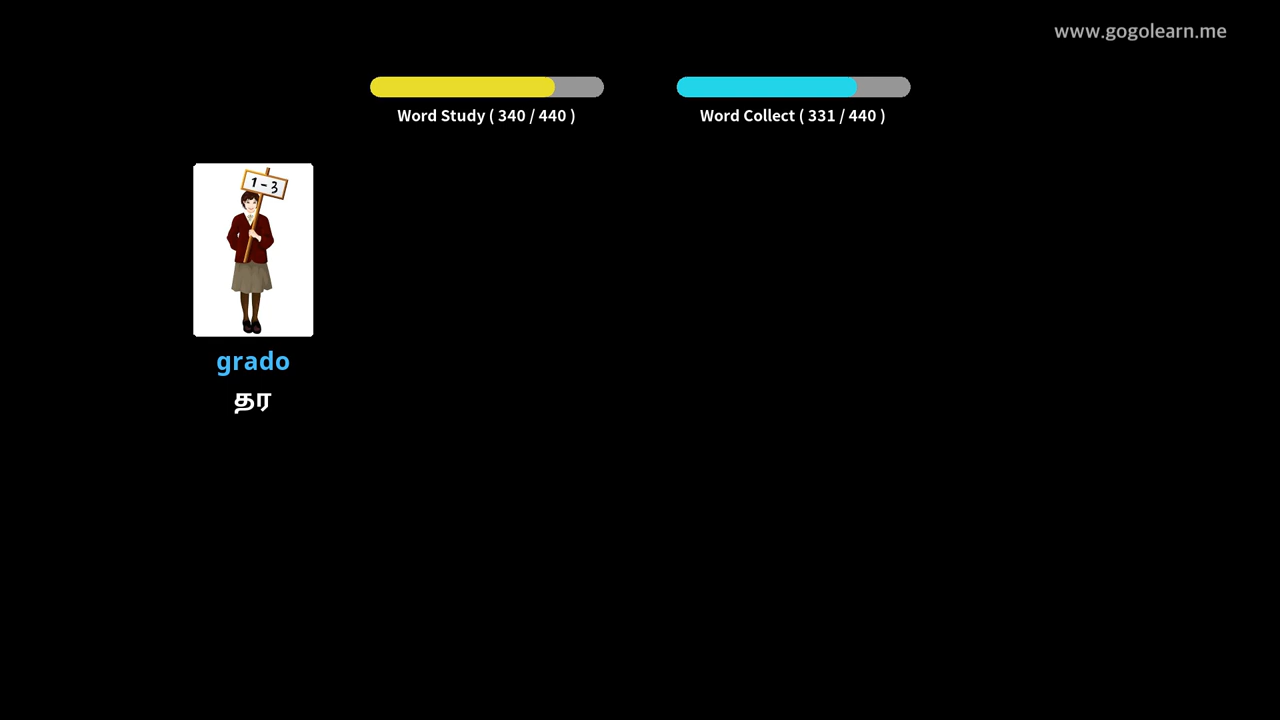 www.gogolearn.me
Word Study ( 340 / 440 )
Word Collect ( 331 / 440 )
1 - 3
grado
தர